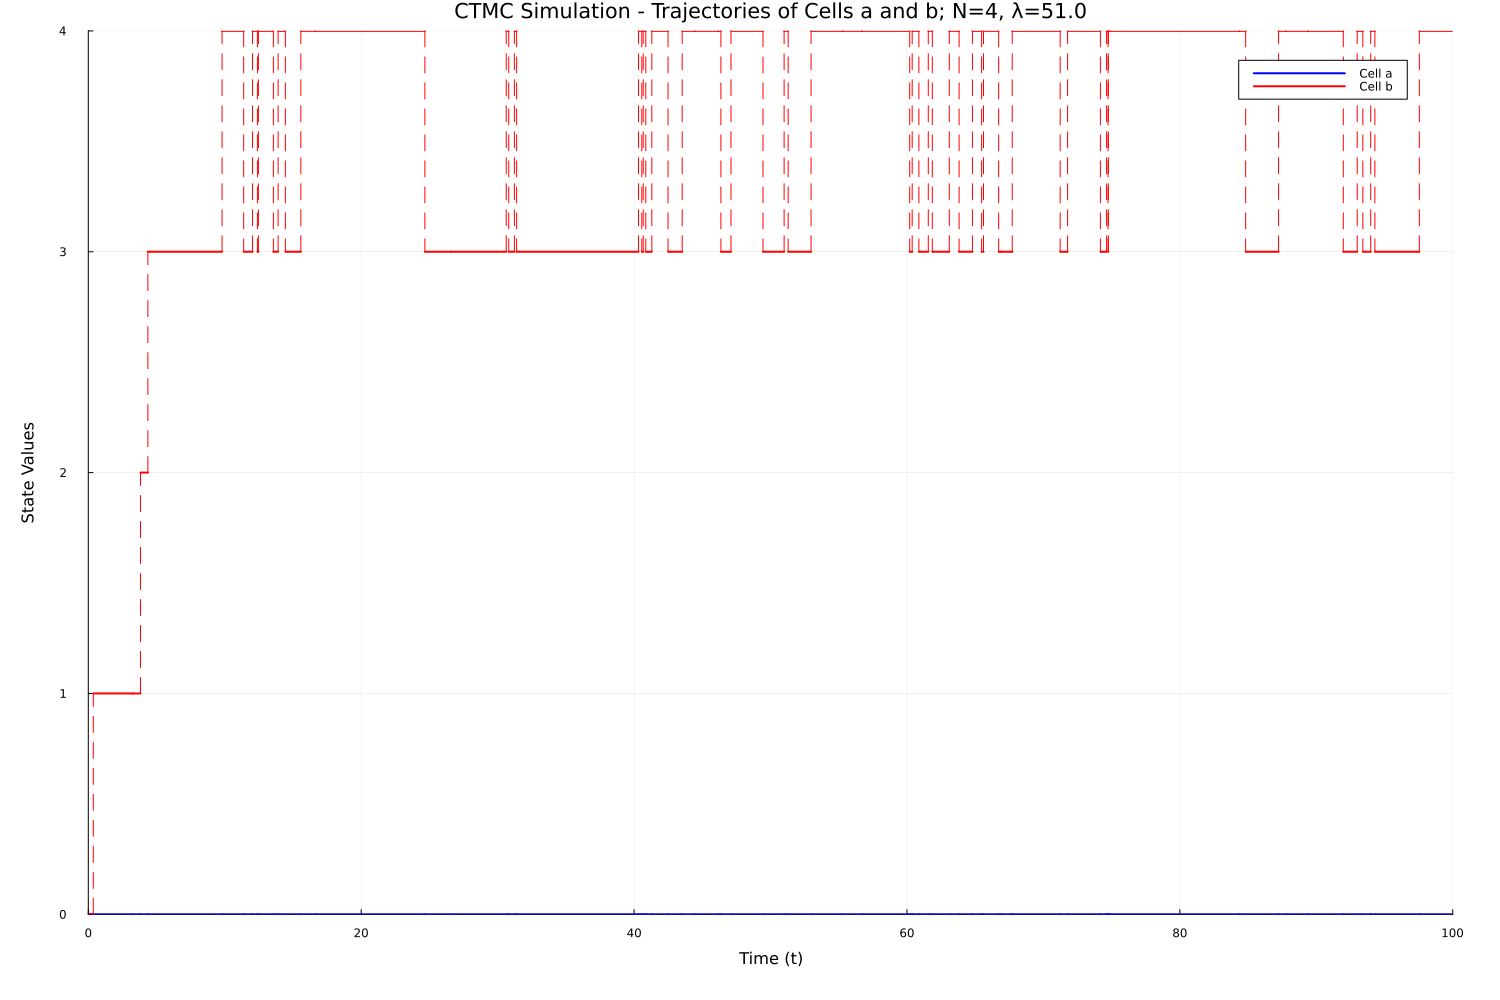 CTMC Simulation - Trajectories of Cells a and b; N=4, λ=51.0
4
Cell a
Cell b
3
State Values
2
1
0
0 20 40 60 80 100
Time (t)